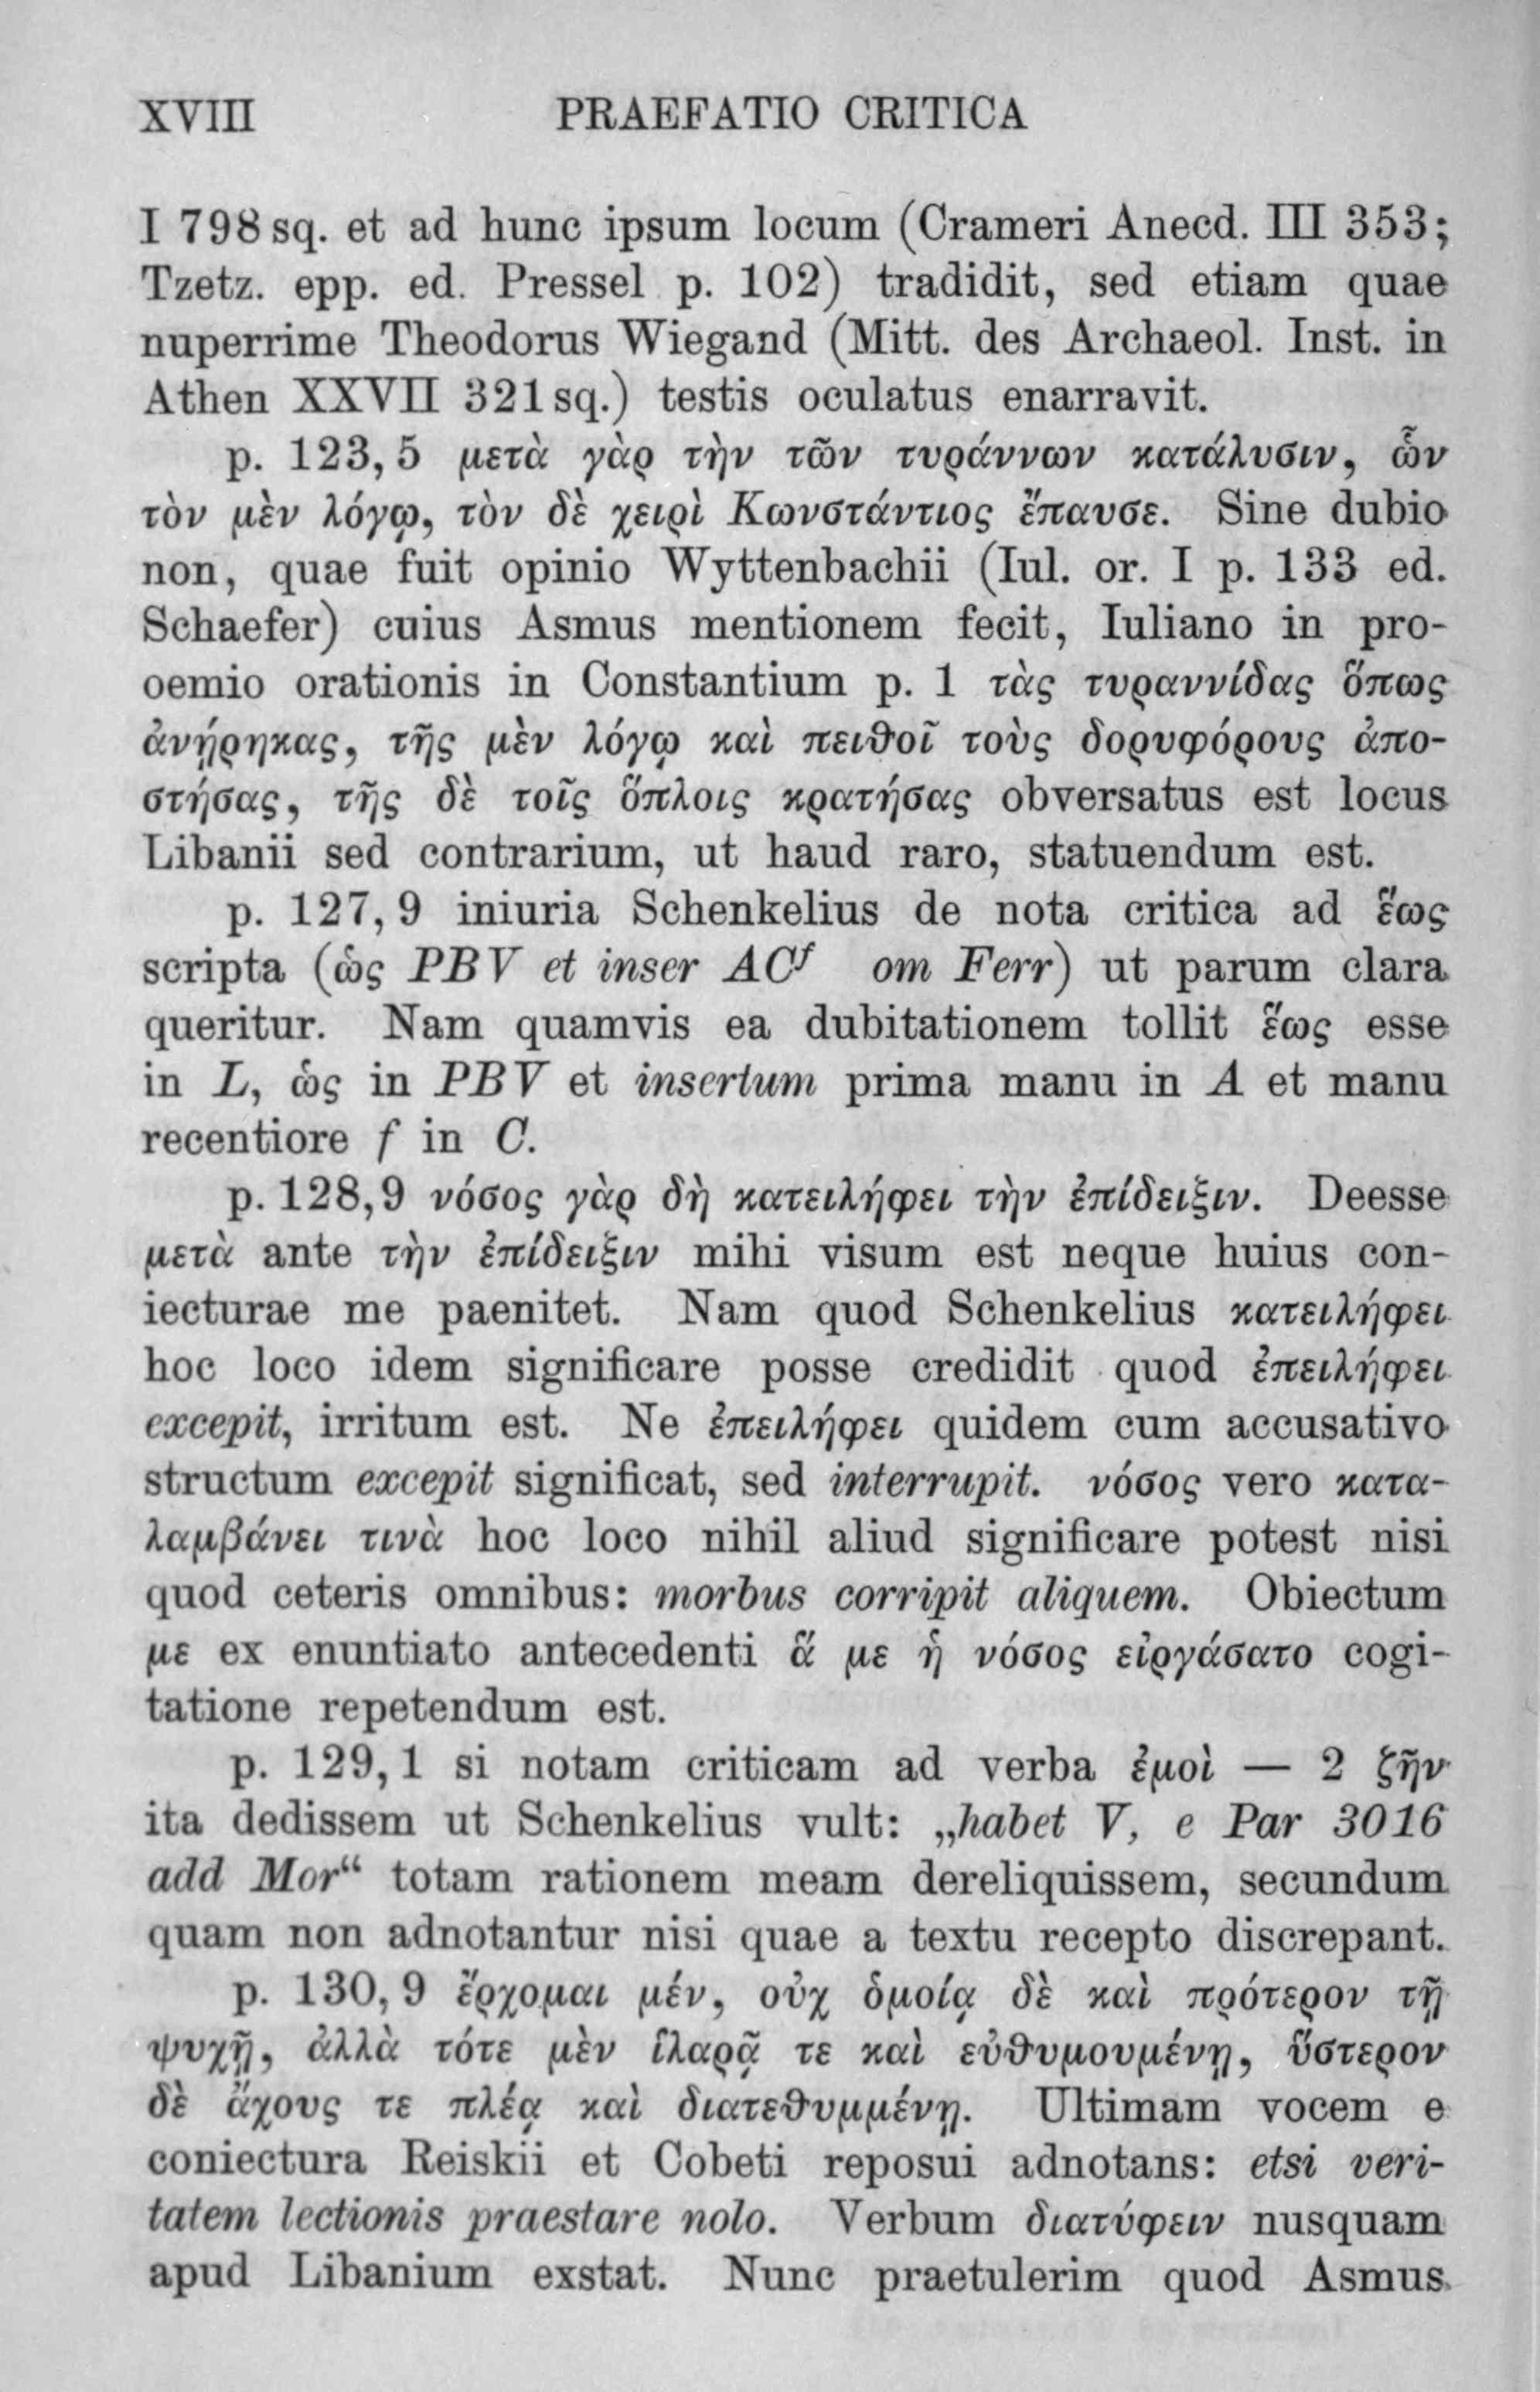 XVIII PRAEFATIO CRITICA
I 798 sq. et ad hunc ipsum locum (Crameri Anecd. III 353;
Tzetz. epp. ed. Pressel p. 102) tradidit, sed etiam quae
nuperrime Theodorus Wiegand (Mitt. des Archaeol. Inst. in
Athen XXVII 321 sq.) testis oculatus enarravit.
p. 123, 5 μετὰ γὰρ τὴν τῶν τυράννων κατάλυσιν, ὧν
τὸν μὲν λόγῳ, τὸν δὲ χειρὶ Κωνστάντιος ἔπαυσε. Sine dubio
non, quae fuit opinio Wyttenbachii (Iul. or. I p. 133 ed.
Schaefer) cuius Asmus mentionem fecit, Iuliano in pro-
oemio orationis in Constantium p. 1 τὰς τυραννίδας ὅπως
ἀνῄρηκας, τῆς μὲν λόγῳ καὶ πειθοῖ τοὺς δορυφόρους ἀπο-
στήσας, τῆς δὲ τοῖς ὅπλοις κρατήσας obversatus est locus
Libanii sed contrarium, ut haud raro, statuendum est.
p. 127, 9 iniuria Schenkelius de nota critica ad ἕως
scripta (ὡς PBV et inser ACᶠ om Ferr) ut parum clara
queritur. Nam quamvis ea dubitationem tollit ἕως esse
in L, ὡς in PBV et insertum prima manu in A et manu
recentiore f in C.
p. 128, 9 νόσος γὰρ δὴ κατειλήφει τὴν ἐπίδειξιν. Deesse
μετὰ ante τὴν ἐπίδειξιν mihi visum est neque huius con-
iecturae me paenitet. Nam quod Schenkelius κατειλήφει
hoc loco idem significare posse credidit quod ἐπειλήφει
excepit, irritum est. Ne ἐπειλήφει quidem cum accusativo
structum excepit significat, sed interrupit. νόσος vero κατα-
λαμβάνει τινὰ hoc loco nihil aliud significare potest nisi
quod ceteris omnibus: morbus corripit aliquem. Obiectum
με ex enuntiato antecedenti ἅ με ἡ νόσος εἰργάσατο cogi-
tatione repetendum est.
p. 129, 1 si notam criticam ad verba ἐμοὶ — 2 ζῆν
ita dedissem ut Schenkelius vult: „habet V, e Par 3016
add Mor“ totam rationem meam dereliquissem, secundum
quam non adnotantur nisi quae a textu recepto discrepant.
p. 130, 9 ἔρχομαι μέν, οὐχ ὁμοίᾳ δὲ καὶ πρότερον τῇ
ψυχῇ, ἀλλὰ τότε μὲν ἱλαρᾷ τε καὶ εὐθυμουμένῃ, ὕστερον
δὲ ἄχους τε πλέᾳ καὶ διατεθυμμένῃ. Ultimam vocem e
coniectura Reiskii et Cobeti reposui adnotans: etsi veri-
tatem lectionis praestare nolo. Verbum διατύφειν nusquam
apud Libanium exstat. Nunc praetulerim quod Asmus